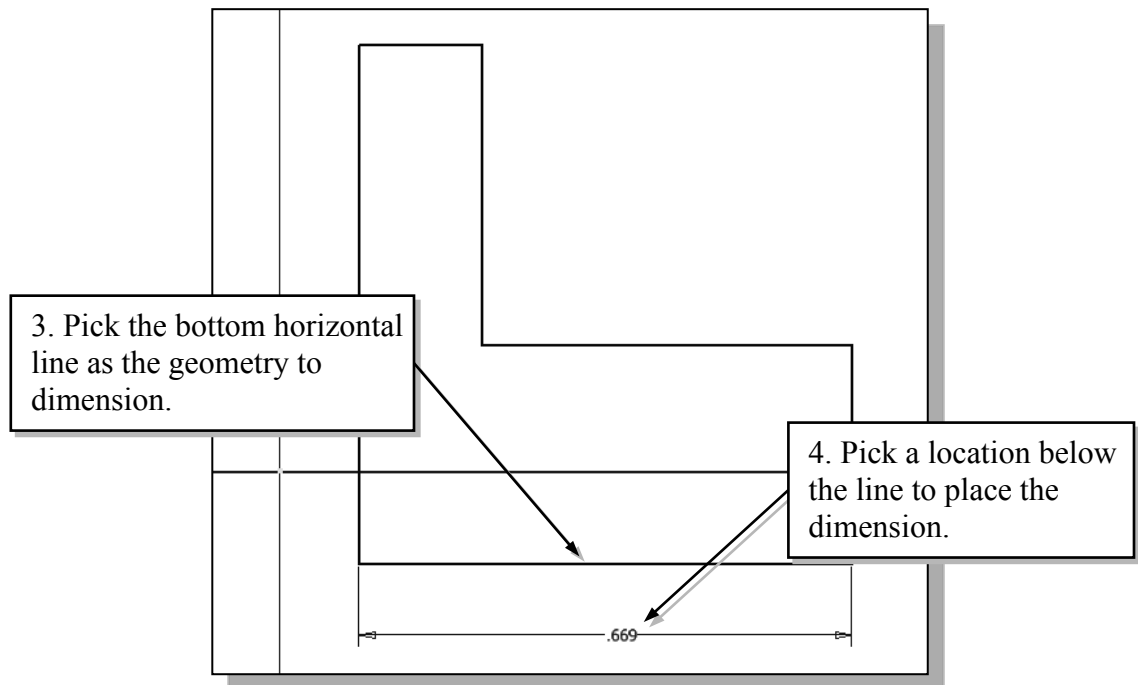 3. Pick the bottom horizontal
line as the geometry to
dimension.
4. Pick a location below
the line to place the
dimension.
.669